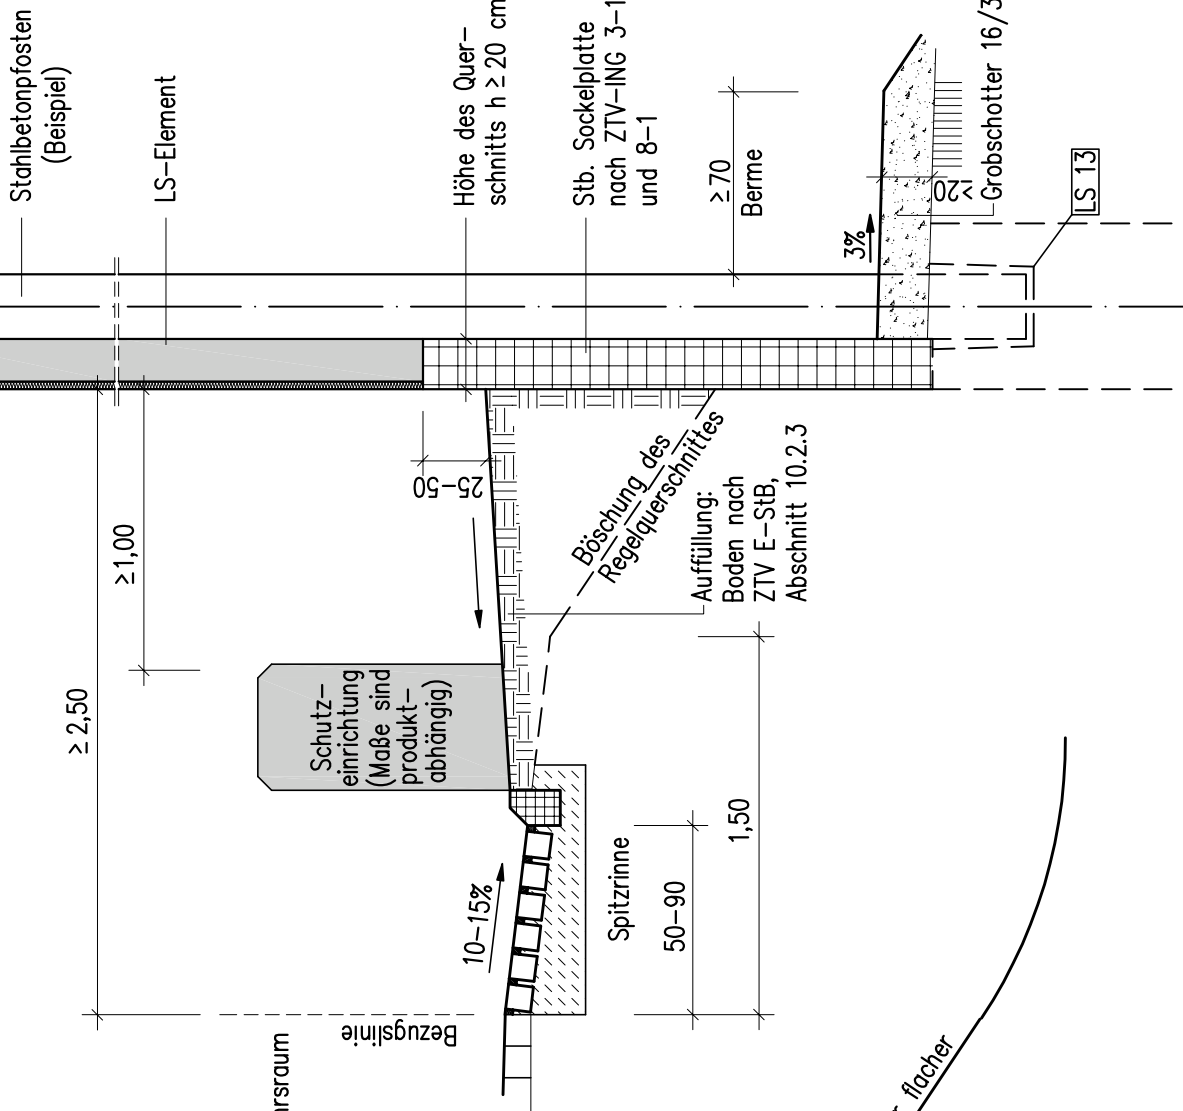 Stahlbetonpfosten
(Beispiel)
LS-Element
Höhe des Quer-
schnitts h ≥ 20 cm
Stb. Sockelplatte
nach ZTV-ING 3-1
und 8-1
≥70
Berme
3%
≥20
Grobschotter 16/3
LS 13
≥1,00
≥ 2,50
25-50
Böschung des
Regelquerschnittes
Auffüllung:
Boden nach
ZTV E-StB,
Abschnitt 10.2.3
Schutz-
einrichtung
(Maße sind
produkt-
abhängig)
10-15%
Spitzrinne
50-90
1,50
Bezugslinie
rsraum
flacher